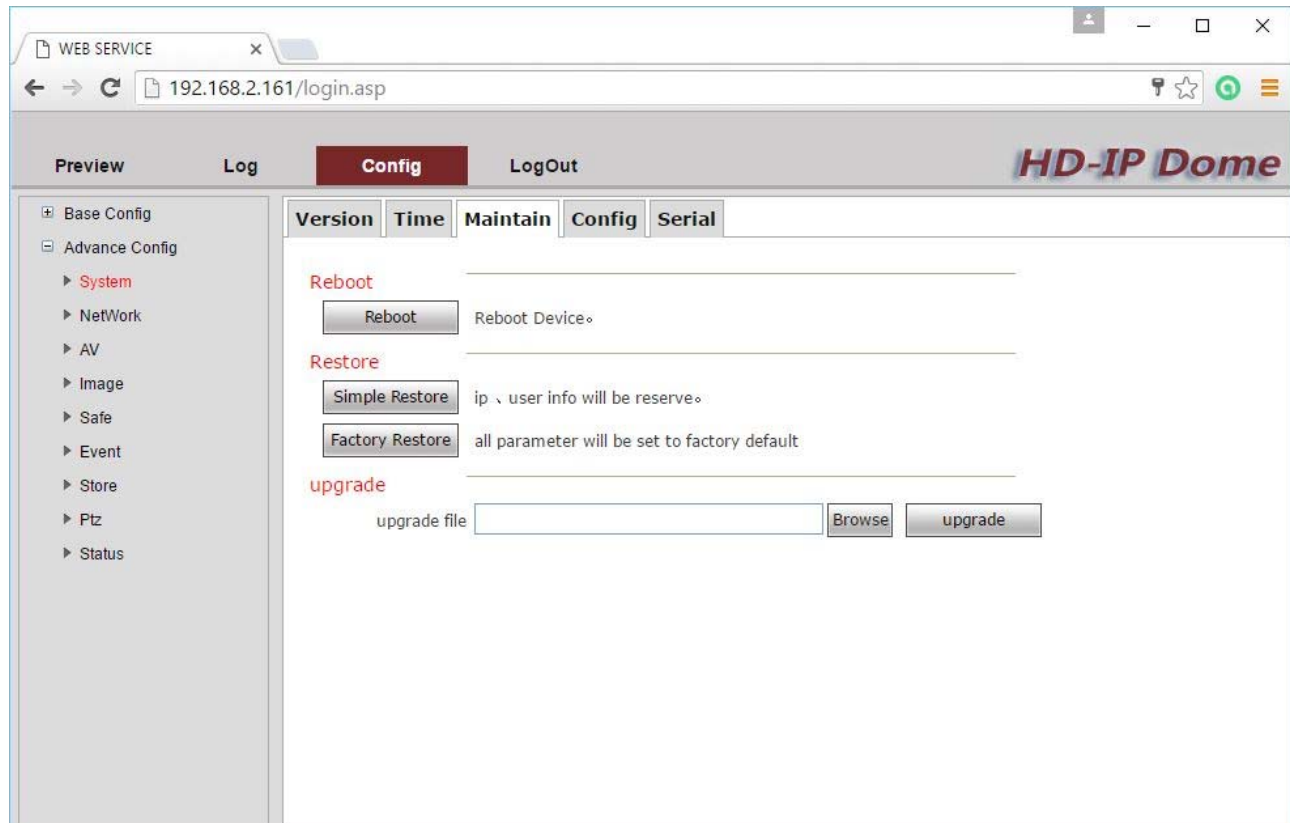 WEB SERVICE
192.168.2.161/login.asp
Preview Log Config LogOut HD-IP Dome
Base Config
Advance Config
System
NetWork
AV
Image
Safe
Event
Store
Ptz
Status
Version Time Maintain Config Serial
Reboot
Reboot Reboot Device。
Restore
Simple Restore ip 、user info will be reserve。
Factory Restore all parameter will be set to factory default
upgrade
upgrade file Browse upgrade